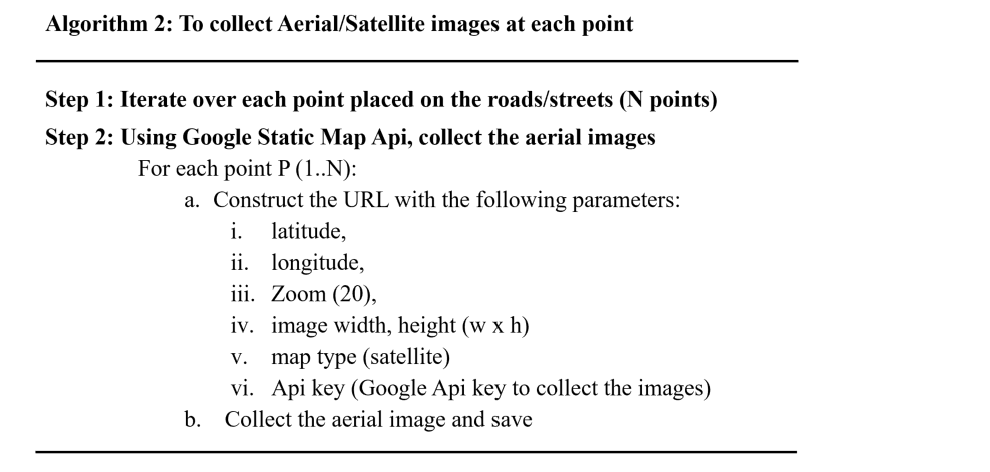 Algorithm 2: To collect Aerial/Satellite images at each point
Step 1: Iterate over each point placed on the roads/streets (N points)
Step 2: Using Google Static Map Api, collect the aerial images
For each point P (1..N):
a. Construct the URL with the following parameters:
i. latitude,
ii. longitude,
iii. Zoom (20),
iv. image width, height (w x h)
v. map type (satellite)
vi. Api key (Google Api key to collect the images)
b. Collect the aerial image and save